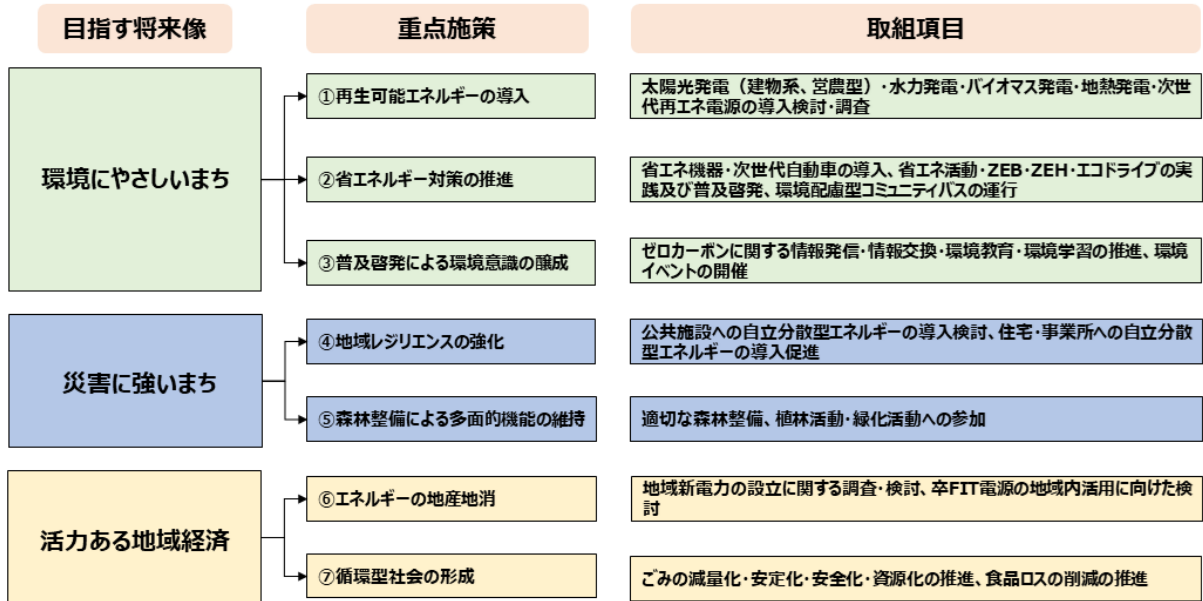 目指す将来像
重点施策
取組項目
環境にやさしいまち
①再生可能エネルギーの導入
太陽光発電（建物系、営農型）・水力発電・バイオマス発電・地熱発電・次世
代再エネ電源の導入検討・調査
②省エネルギー対策の推進
省エネ機器・次世代自動車の導入、省エネ活動・ZEB・ZEH・エコドライブの実
践及び普及啓発、環境配慮型コミュニティバスの運行
③普及啓発による環境意識の醸成
ゼロカーボンに関する情報発信・情報交換・環境教育・環境学習の推進、環境
イベントの開催
災害に強いまち
④地域レジリエンスの強化
公共施設への自立分散型エネルギーの導入検討、住宅・事業所への自立分散
型エネルギーの導入促進
⑤森林整備による多面的機能の維持
適切な森林整備、植林活動・緑化活動への参加
活力ある地域経済
⑥エネルギーの地産地消
地域新電力の設立に関する調査・検討、卒FIT電源の地域内活用に向けた検
討
⑦循環型社会の形成
ごみの減量化・安定化・安全化・資源化の推進、食品ロスの削減の推進